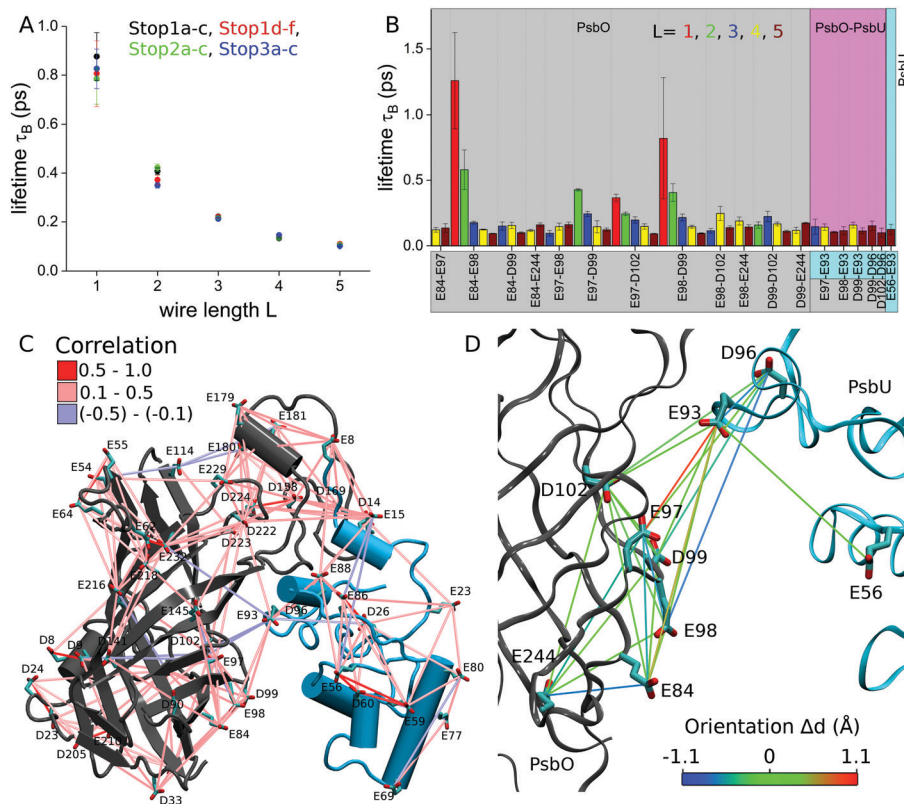 A
Stop1a-c, Stop1d-f,
Stop2a-c, Stop3a-c
lifetime τB (ps)
1.0
0.8
0.6
0.4
0.2
0.0
1 2 3 4 5
wire length L
B
PsbO
L= 1, 2, 3, 4, 5
PsbO-PsbU
PsbU
lifetime τB (ps)
1.5
1.0
0.5
0.0
E84-E97
E84-E98
E84-D99
E84-E244
E97-E98
E97-D99
E97-D102
E98-D99
E98-D102
E98-E244
D99-D102
D99-E244
E97-E93
E98-E93
D99-E93
D99-D96
D102-D96
E56-E93
C
Correlation
0.5 - 1.0
0.1 - 0.5
(-0.5) - (-0.1)
E179
E181
E180
E8
E55
E114
E54
E229
E64
D224
D158
D169
D14
E15
E62
E232
D222
D223
E218
E88
E216
E86
E23
E145
E93
D96
D26
D8
D9
D141
D102
E97
E80
D24
E56
D60
E59
D90
D99
E98
E77
D23
D205
E210
E84
D33
E69
D
D96
PsbU
E93
D102
E97
D99
E56
E98
E244
E84
Orientation Δd (Å)
PsbO
-1.1 0 1.1